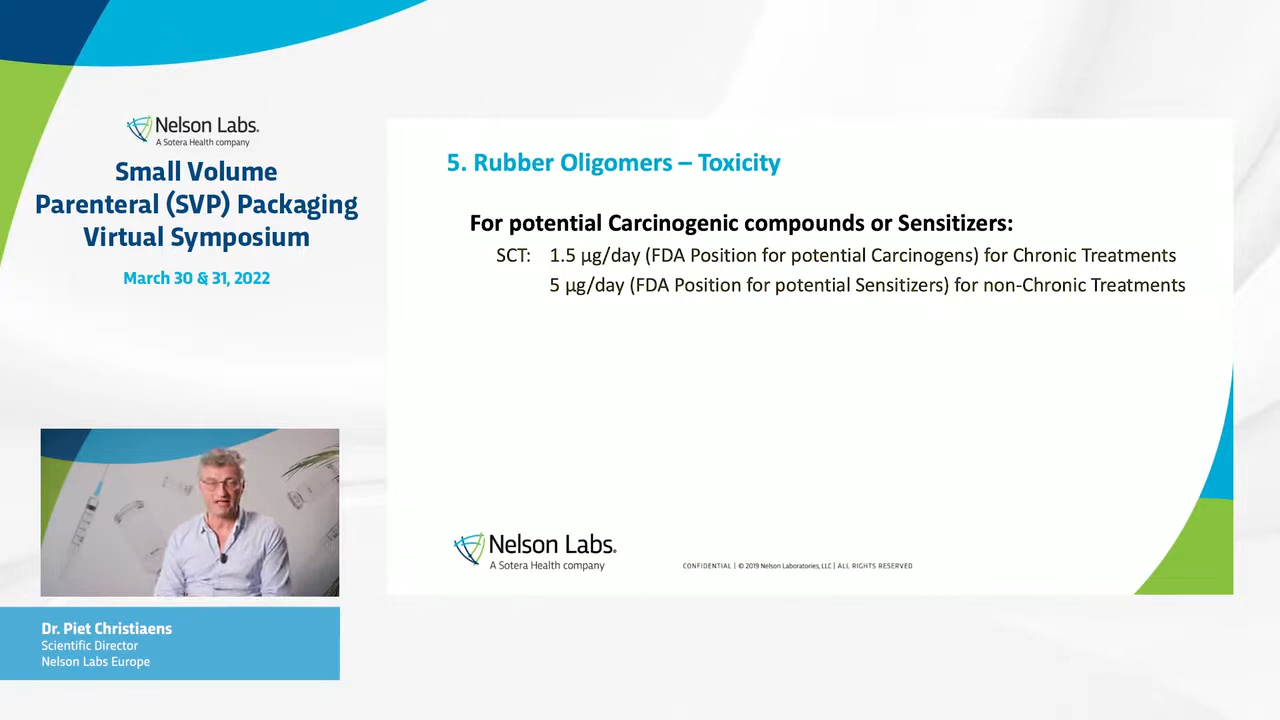 Nelson Labs.
A Sotera Health company
Small Volume
Parenteral (SVP) Packaging
Virtual Symposium
March 30 & 31, 2022
5. Rubber Oligomers – Toxicity
For potential Carcinogenic compounds or Sensitizers:
SCT: 1.5 µg/day (FDA Position for potential Carcinogens) for Chronic Treatments
5 µg/day (FDA Position for potential Sensitizers) for non-Chronic Treatments
Nelson Labs.
A Sotera Health company
CONFIDENTIAL | © 2019 Nelson Laboratories, LLC | ALL RIGHTS RESERVED
Dr. Piet Christiaens
Scientific Director
Nelson Labs Europe